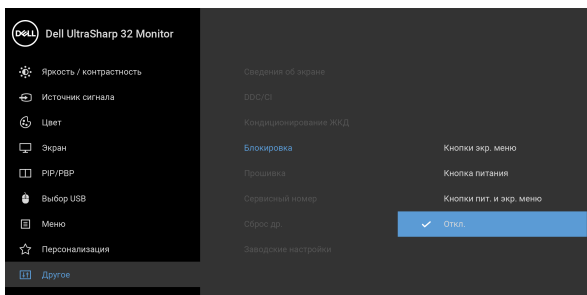 DELL Dell UltraSharp 32 Monitor
Яркость / контрастность
Источник сигнала
Цвет
Экран
PIP/PBP
Выбор USB
Меню
Персонализация
Другое
Сведения об экране
DDC/CI
Кондиционирование ЖКД
Блокировка
Прошивка
Сервисный номер
Сброс др.
Заводские настройки
Кнопки экр. меню
Кнопка питания
Кнопки пит. и экр. меню
Откл.